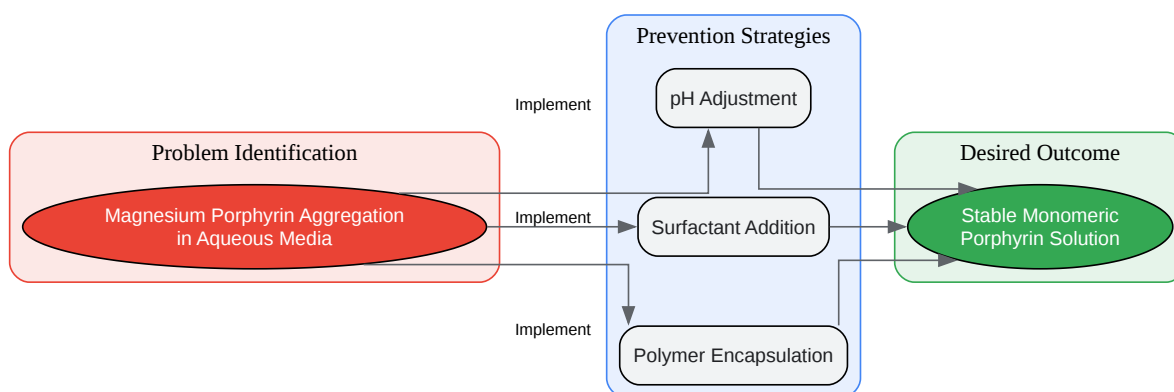 Prevention Strategies
Implement
pH Adjustment
Problem Identification
Desired Outcome
Magnesium Porphyrin Aggregation
in Aqueous Media
Implement
Surfactant Addition
Stable Monomeric
Porphyrin Solution
Implement
Polymer Encapsulation